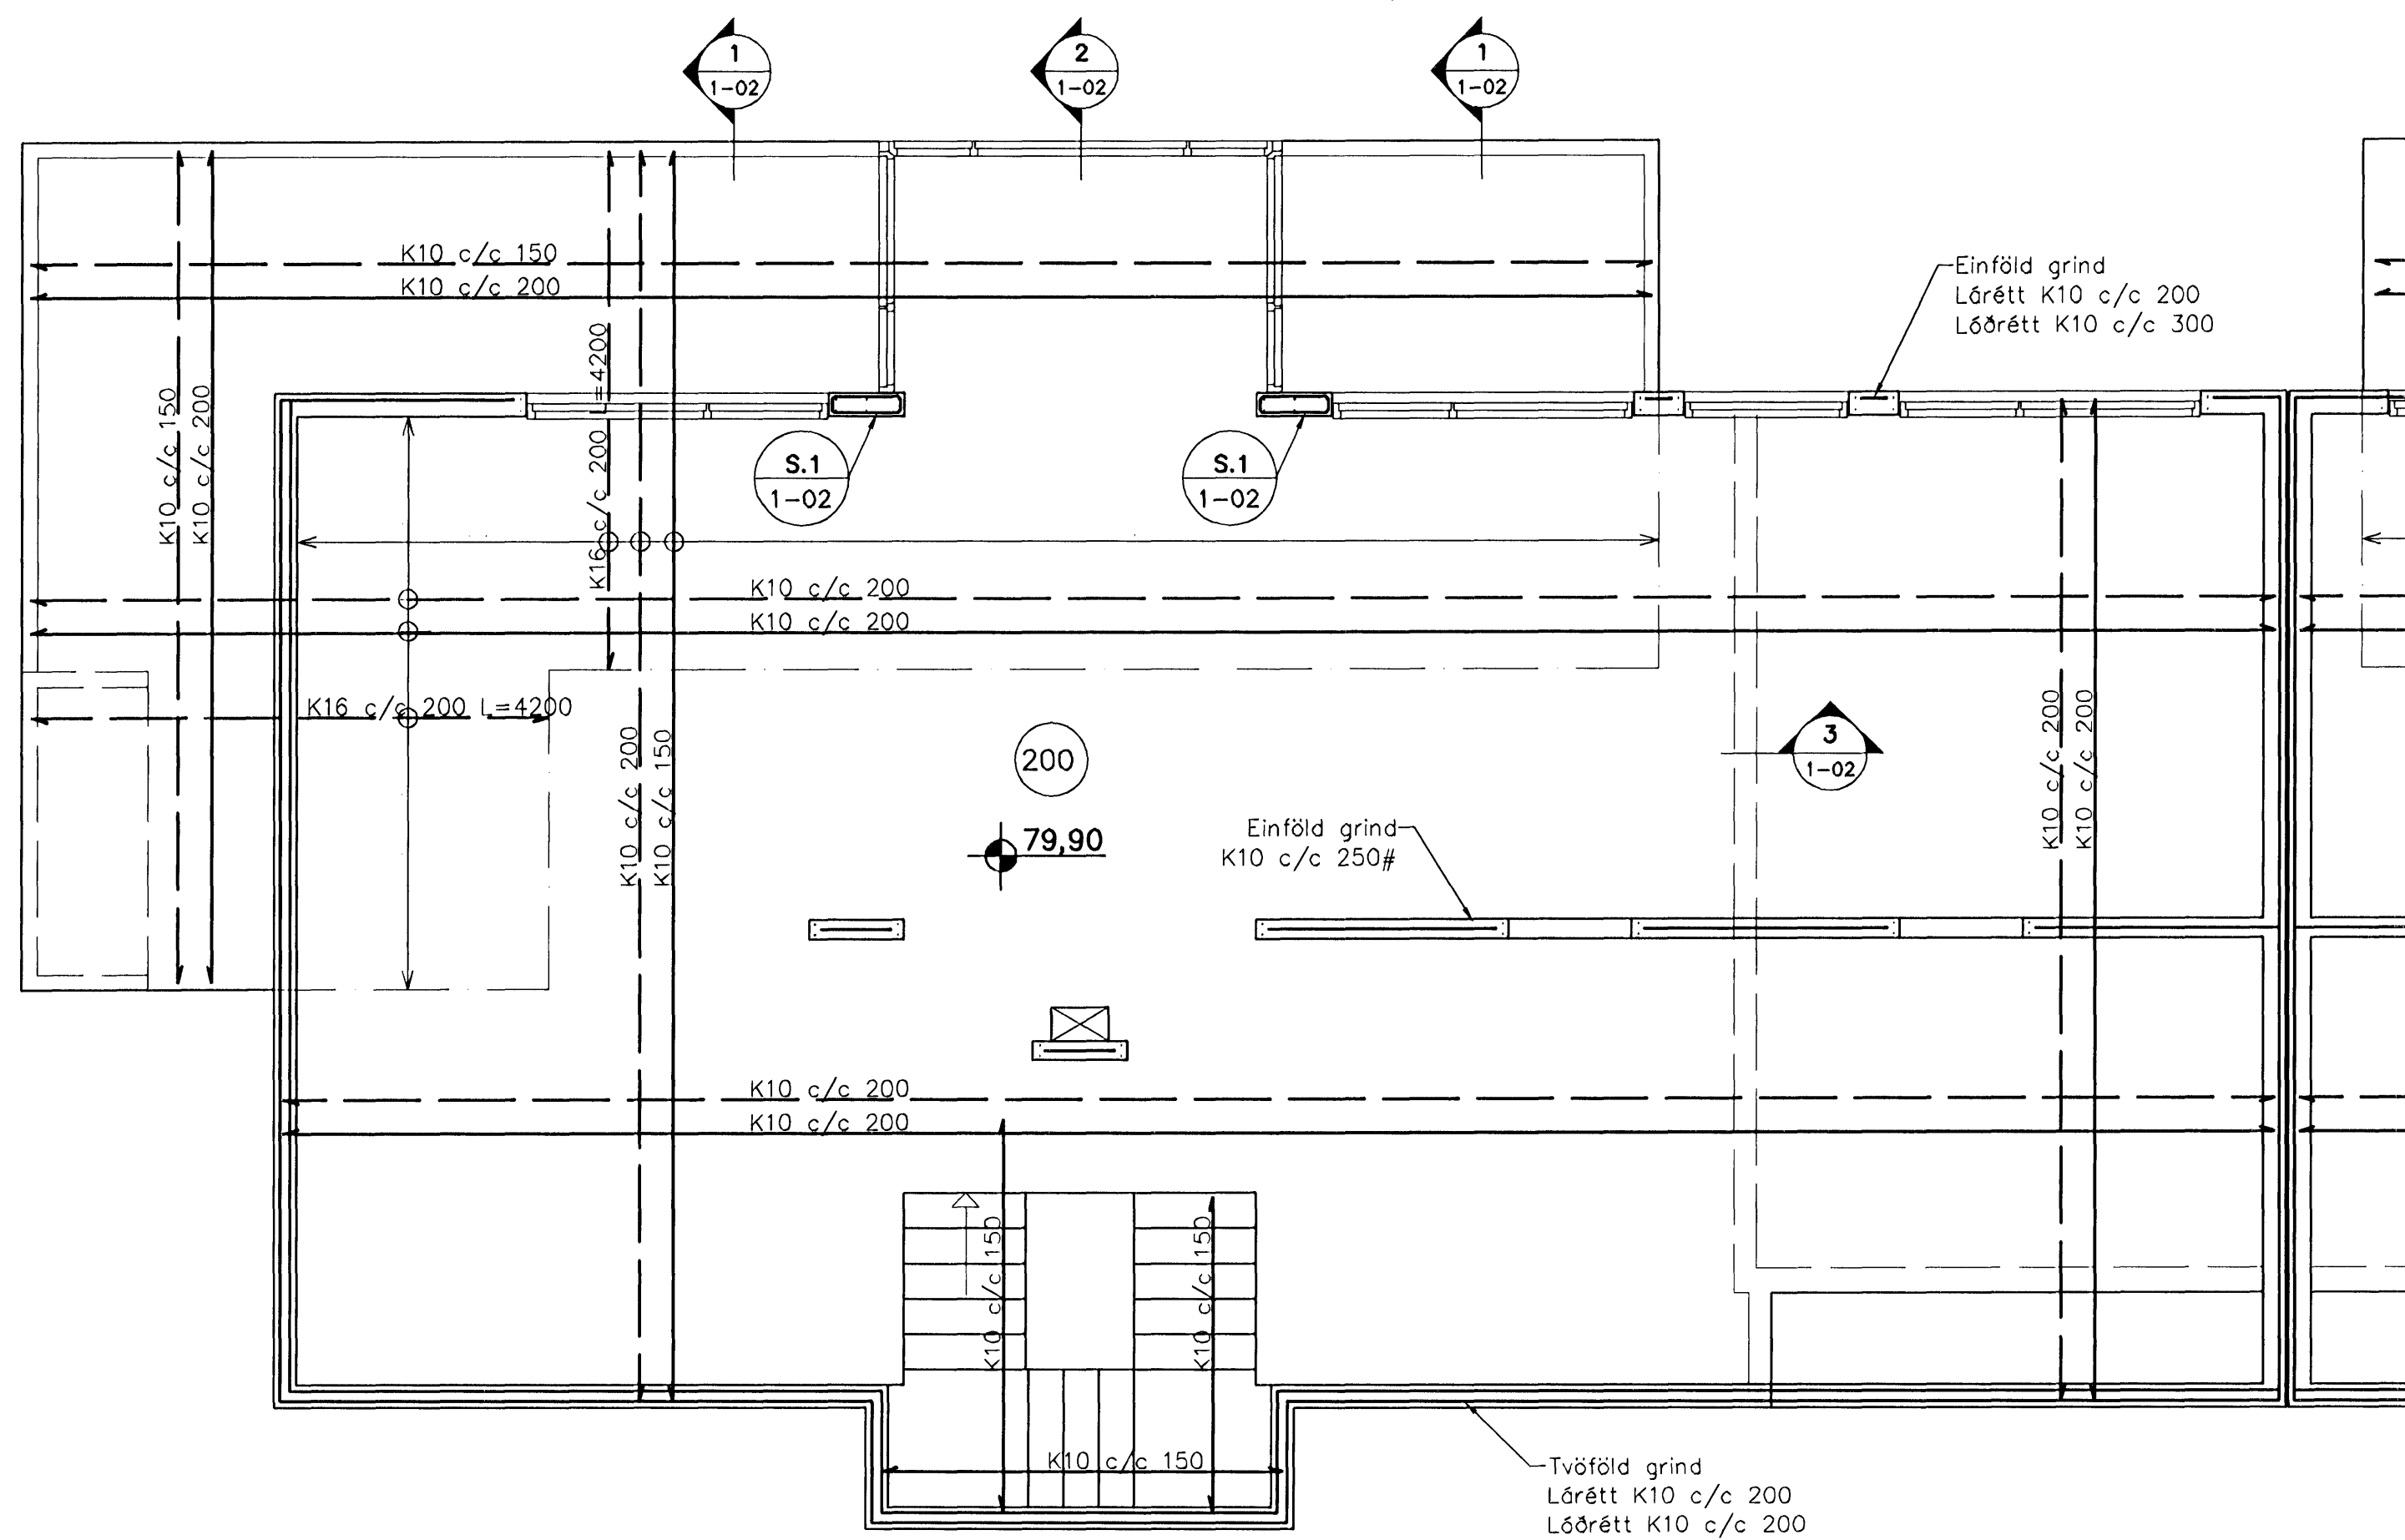 1
1-02
2
1-02
1
1-02
K10 c/c 150
K10 c/c 200
Einföld grind
Lárétt K10 c/c 200
Lóðrétt K10 c/c 300
K10 c/c 150
K10 c/c 200
K16 c/c 200 L=4200
S.1
1-02
S.1
1-02
K10 c/c 200
K10 c/c 200
K16 c/c 200 L=4200
K10 c/c 200
K10 c/c 150
200
3
1-02
K10 c/c 200
K10 c/c 200
79,90
Einföld grind
K10 c/c 250#
K10 c/c 200
K10 c/c 200
K10 c/c 150
K10 c/c 150
K10 c/c 150
Tvöföld grind
Lárétt K10 c/c 200
Lóðrétt K10 c/c 200